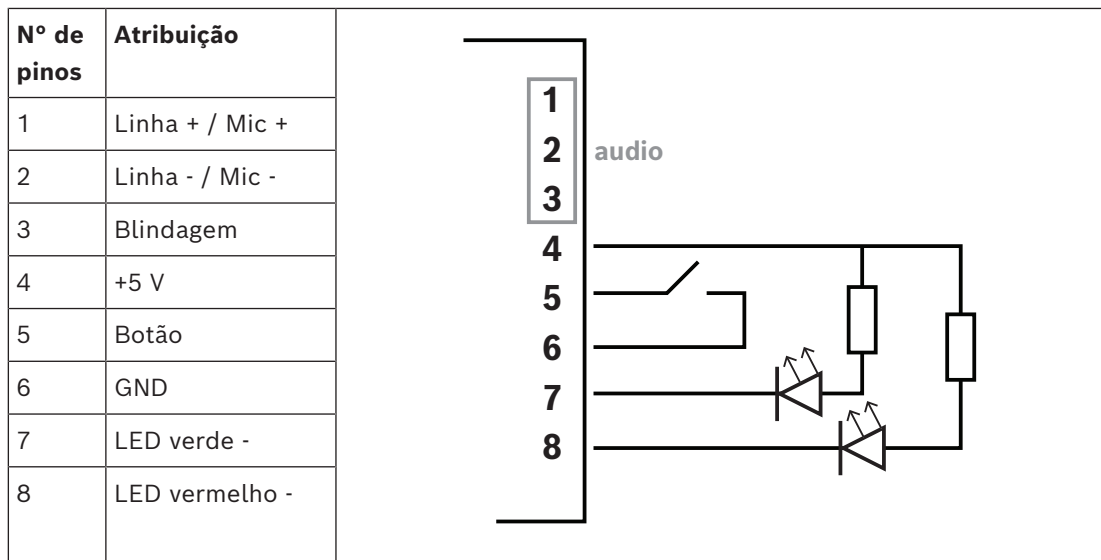 Nº de pinos Atribuição
1 Linha + / Mic +
2 Linha - / Mic -
3 Blindagem
4 +5 V
5 Botão
6 GND
7 LED verde -
8 LED vermelho -
1
2 audio
3
4
5
6
7
8